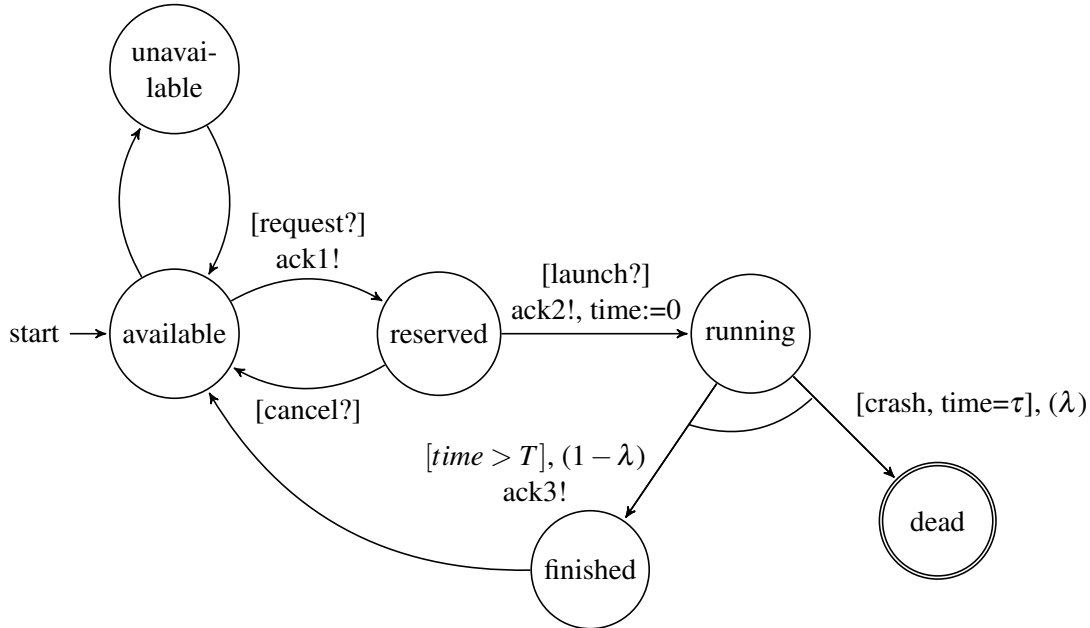 unavai-
lable
[request?]
ack1!
[launch?]
ack2!, time:=0
start
available
reserved
running
[cancel?]
[crash, time=τ], (λ)
[time > T], (1 − λ)
ack3!
dead
finished